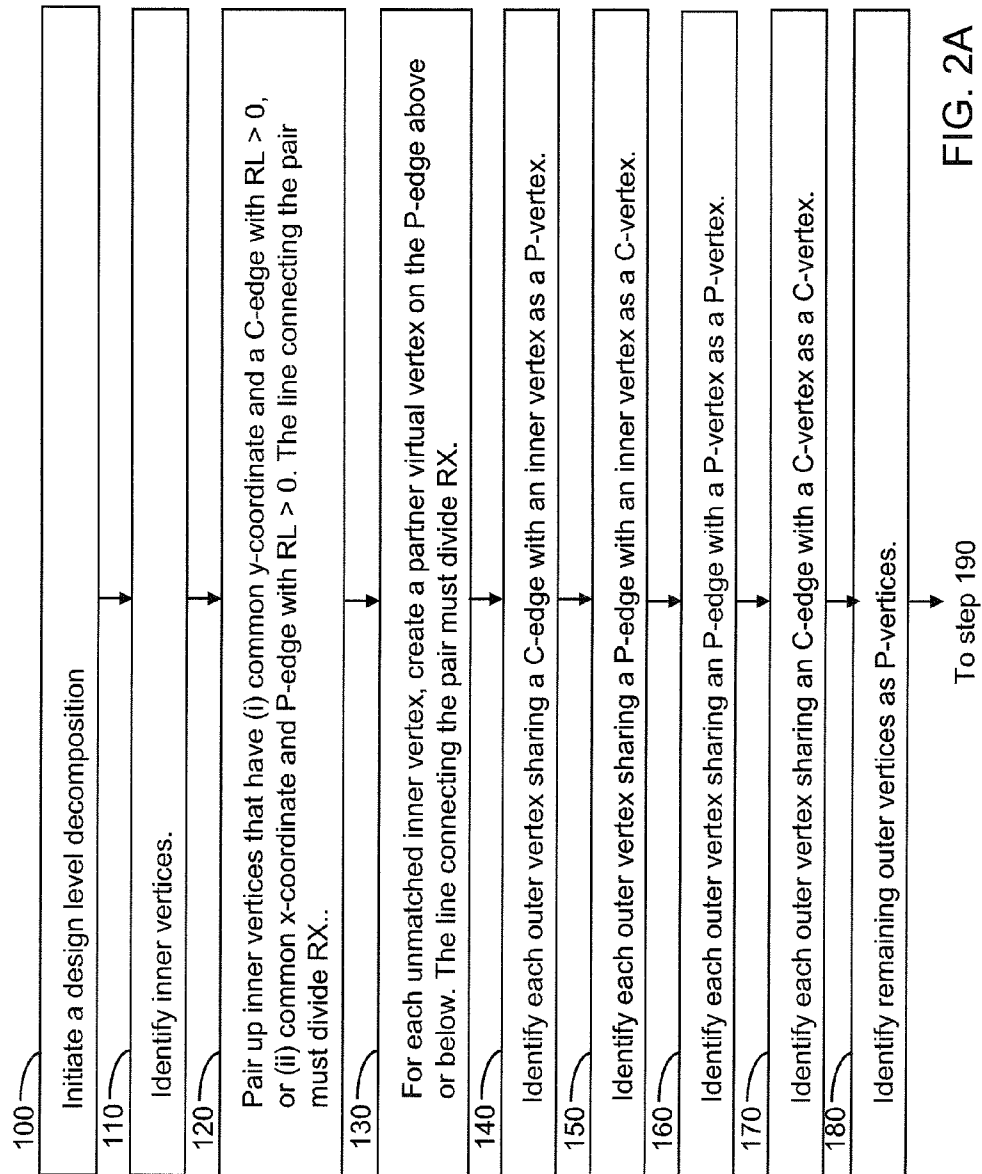 100
Initiate a design level decomposition
110
Identify inner vertices.
120
Pair up inner vertices that have (i) common y-coordinate and a C-edge with RL > 0,
or (ii) common x-coordinate and P-edge with RL > 0. The line connecting the pair
must divide RX..
130
For each unmatched inner vertex, create a partner virtual vertex on the P-edge above
or below. The line connecting the pair must divide RX.
140
Identify each outer vertex sharing a C-edge with an inner vertex as a P-vertex.
150
Identify each outer vertex sharing a P-edge with an inner vertex as a C-vertex.
160
Identify each outer vertex sharing an P-edge with a P-vertex as a P-vertex.
170
Identify each outer vertex sharing an C-edge with a C-vertex as a C-vertex.
180
Identify remaining outer vertices as P-vertices.
To step 190
FIG. 2A